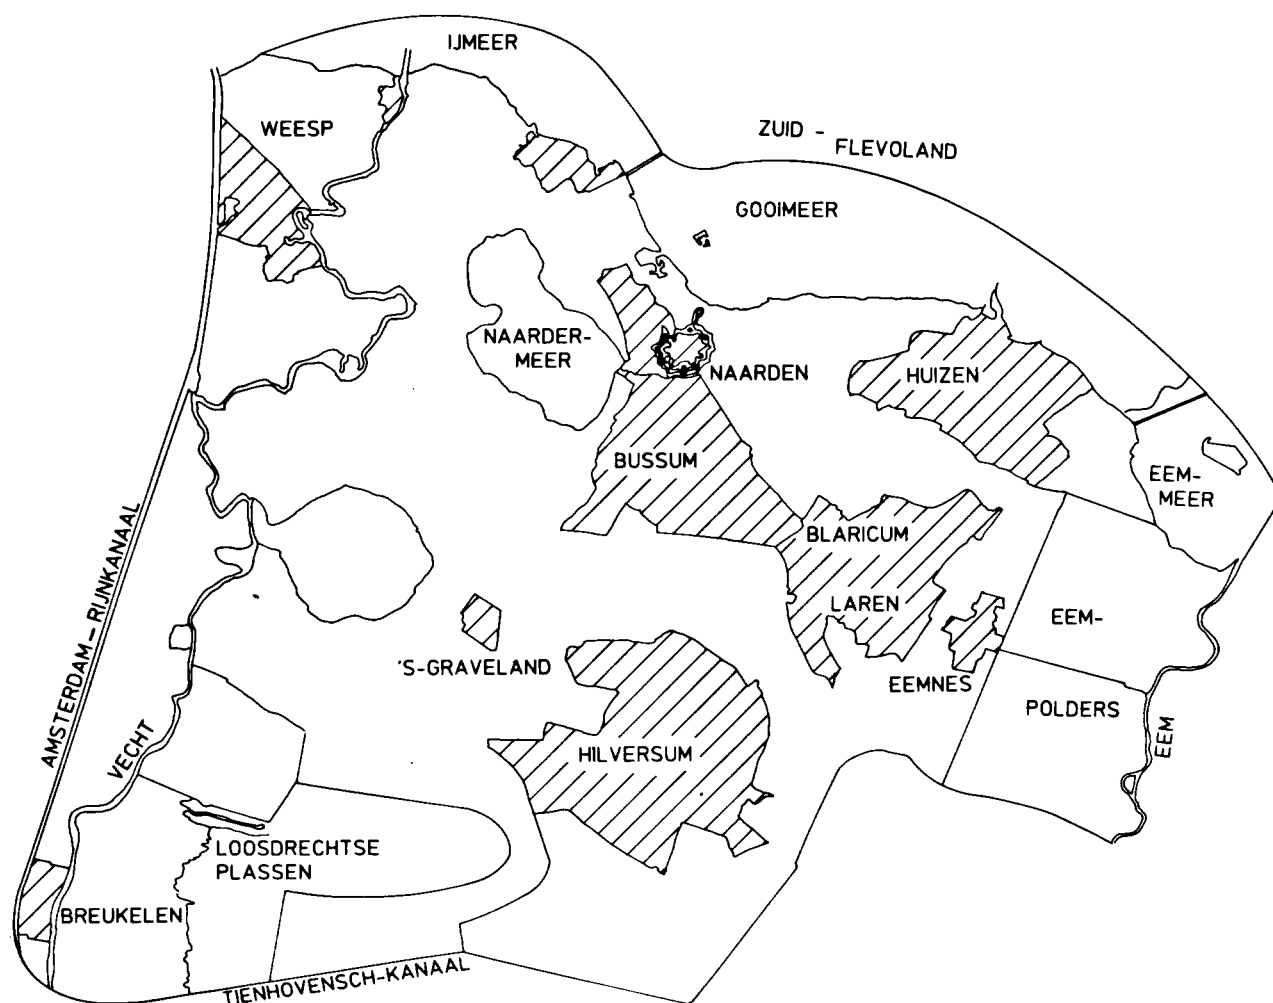 IJMEER
ZUID -
FLEVOLAND
WEESP
GOOIMEER
NAARDER-
MEER
NAARDEN
HUIZEN
BUSSUM
EEM-
MEER
BLARICUM
LAREN
EEM-
'S-GRAVELAND
EEMNES
POLDERS
AMSTERDAM-RIJNKANAAL
VECHT
HILVERSUM
EEM
LOOSDRECHTSE
PLASSEN
BREUKELEN
TIENHOVENSCH-KANAAL